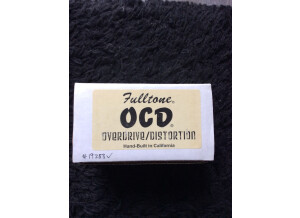 Fulltone®
OCD®
OVERDRIVE/DISTORTION
Hand-Built in California